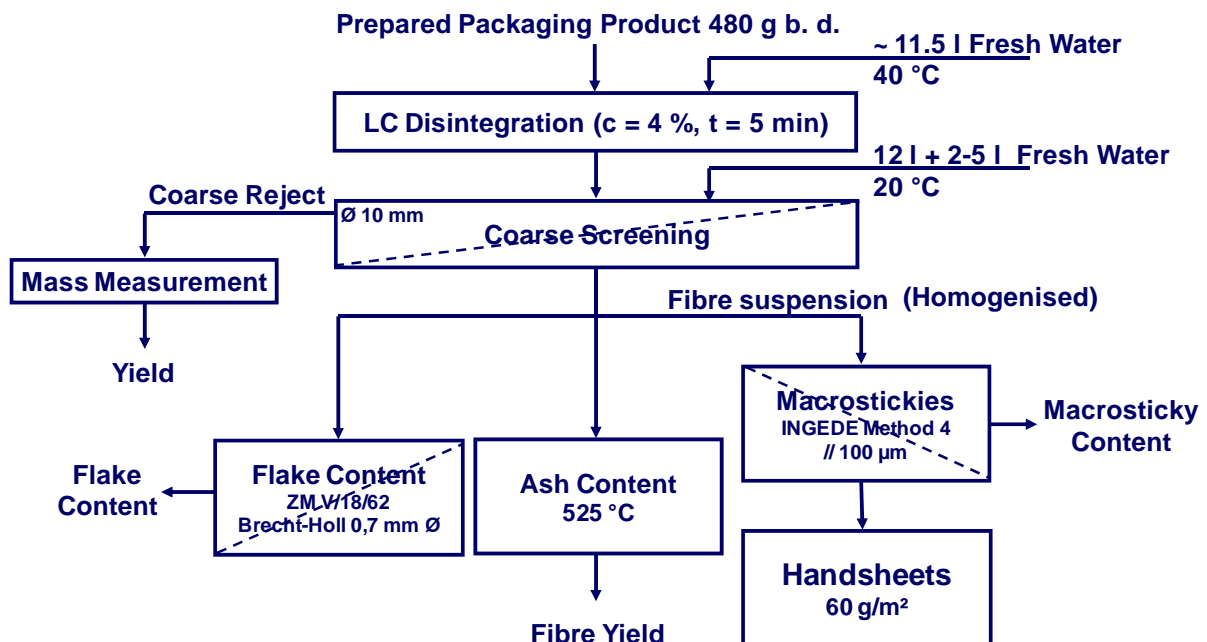 Prepared Packaging Product 480 g b. d.
~ 11.5 l Fresh Water
40 °C
LC Disintegration (c = 4 %, t = 5 min)
12 l + 2-5 l Fresh Water
20 °C
Coarse Reject
Ø 10 mm
Coarse Screening
Mass Measurement
Fibre suspension (Homogenised)
Yield
Macrostickies
INGEDE Method 4
// 100 µm
Macrosticky
Content
Flake
Content
Flake Content
ZM V/18/62
Brecht-Holl 0,7 mm Ø
Ash Content
525 °C
Handsheets
60 g/m²
Fibre Yield